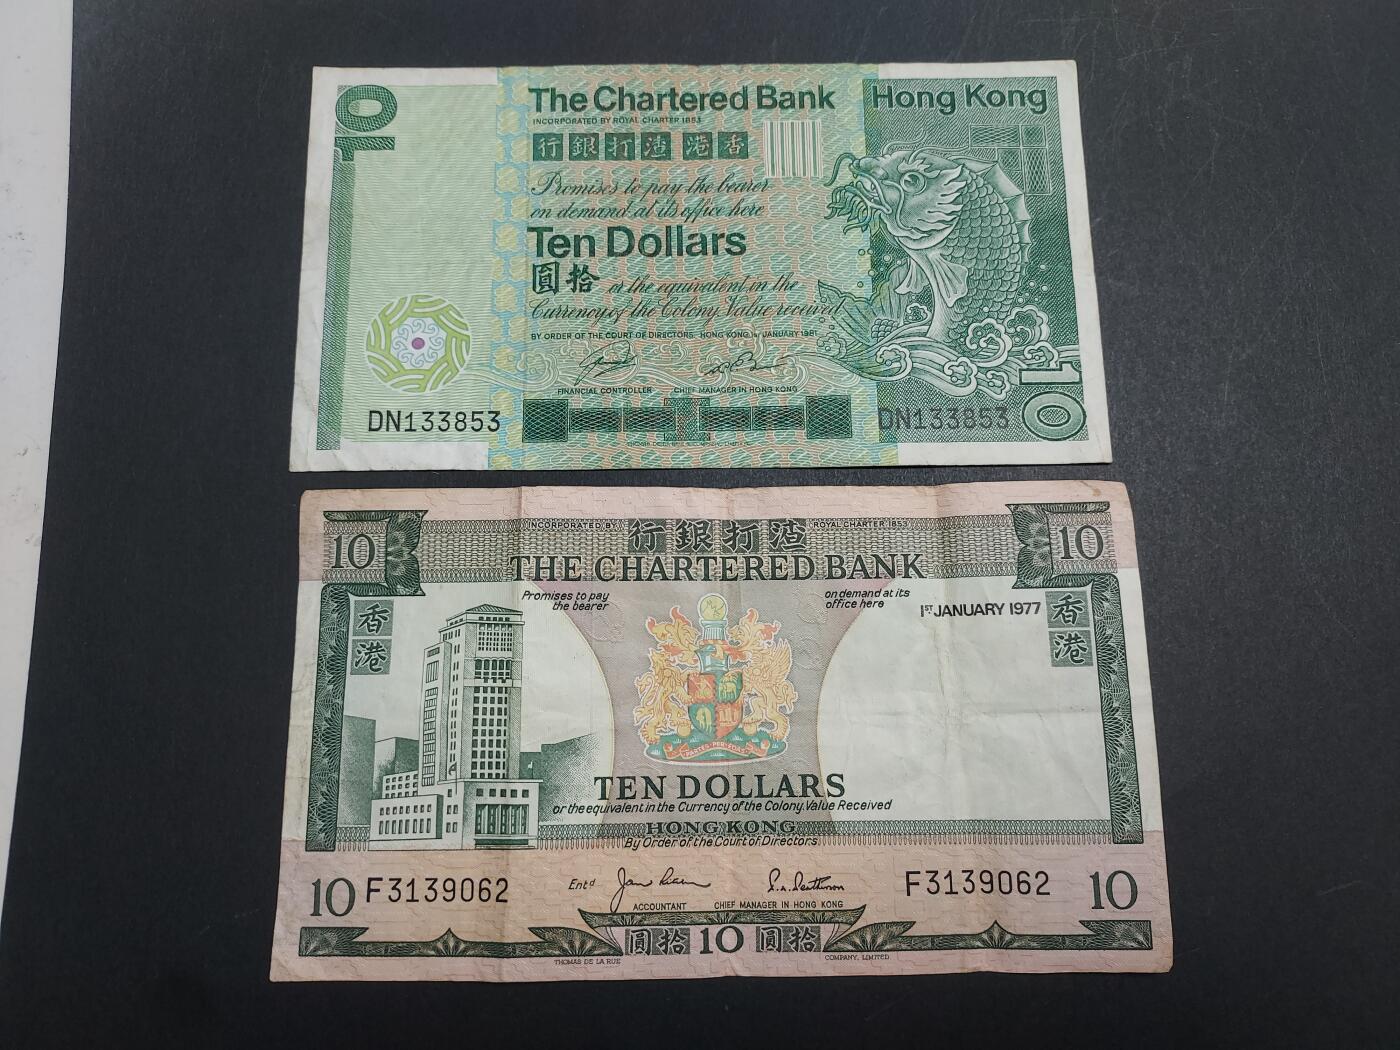 10
The Chartered Bank
Hong Kong
INCORPORATED BY ROYAL CHARTER 1853
行銀打渣港香
Promises to pay the bearer
on demand at its office here
Ten Dollars
圓拾 or the equivalent in the
Currency of the Colony. Value received
BY ORDER OF THE COURT OF DIRECTORS HONG KONG 1ST JANUARY 1981
FINANCIAL CONTROLLER CHIEF MANAGER IN HONG KONG
DN133853
DN133853
10
10
INCORPORATED BY 行銀打渣 ROYAL CHARTER 1853
10
THE CHARTERED BANK
Promises to pay
the bearer
on demand at its
office here
1ST JANUARY 1977
香港
香港
PARTES PER EOAS
TEN DOLLARS
or the equivalent in the Currency of the Colony. Value Received
HONG KONG
By Order of the Court of Directors
10 F3139062
Entd
F3139062 10
ACCOUNTANT CHIEF MANAGER IN HONG KONG
圓拾 10 圓拾
THOMAS DE LA RUE
COMPANY, LIMITED